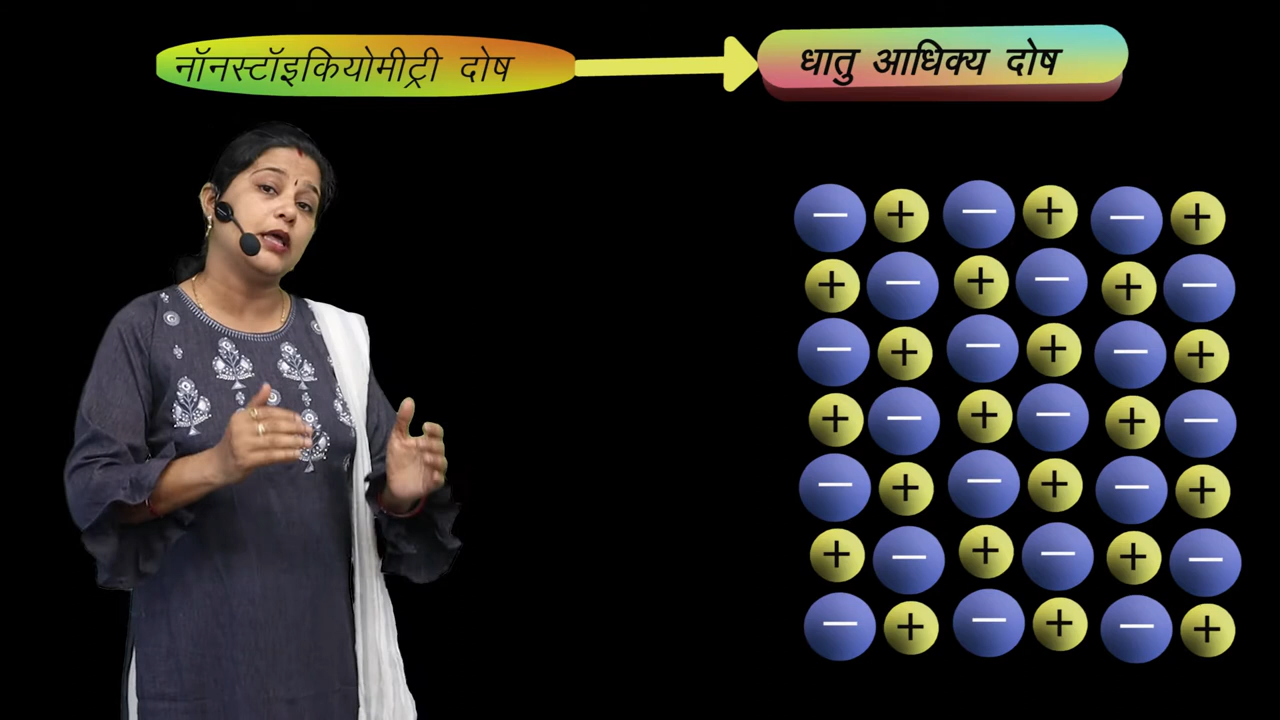 नॉनस्टॉइकियोमीट्री दोष
धातु आधिक्य दोष
− + − + − +
+ − + − + −
− + − + − +
+ − + − + −
− + − + − +
+ − + − + −
− + − + − +